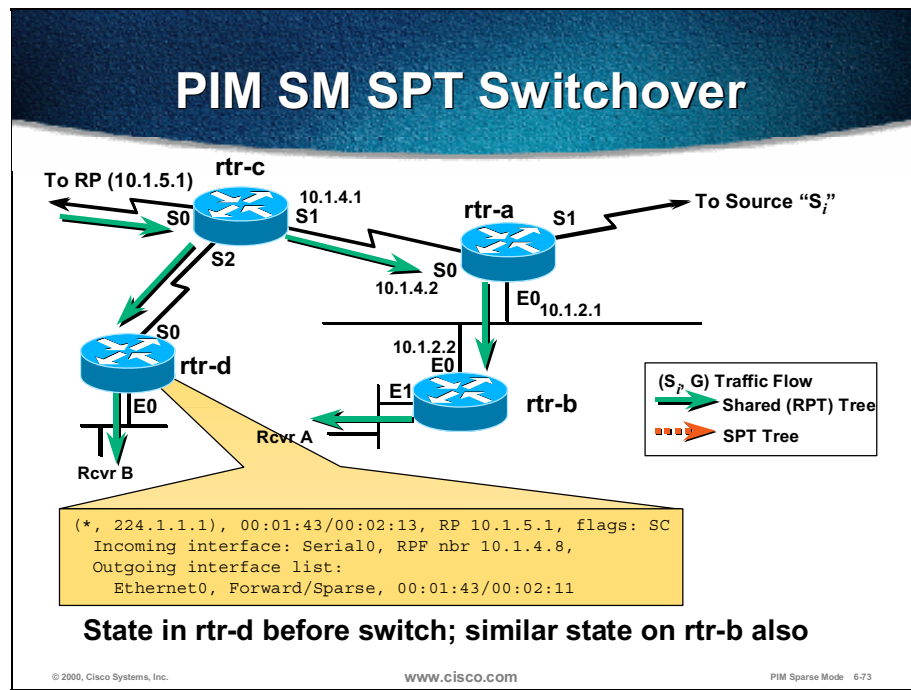 PIM SM SPT Switchover
To RP (10.1.5.1)
rtr-c
10.1.4.1
S0
S1
S2
rtr-a
S1
To Source “Si”
S0
10.1.4.2
E0
10.1.2.1
S0
rtr-d
E0
Rcvr B
10.1.2.2
E0
E1
rtr-b
Rcvr A
(Si, G) Traffic Flow
Shared (RPT) Tree
SPT Tree
(*, 224.1.1.1), 00:01:43/00:02:13, RP 10.1.5.1, flags: SC
Incoming interface: Serial0, RPF nbr 10.1.4.8,
Outgoing interface list:
Ethernet0, Forward/Sparse, 00:01:43/00:02:11
State in rtr-d before switch; similar state on rtr-b also
© 2000, Cisco Systems, Inc.
www.cisco.com
PIM Sparse Mode 6-73